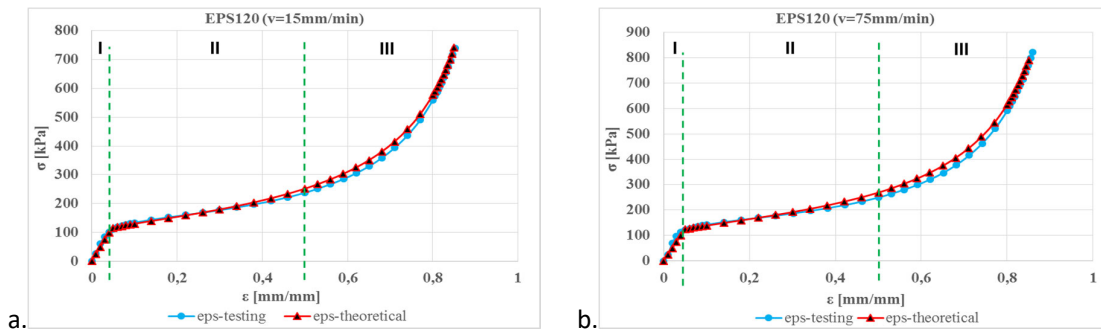 EPS120 (v=15mm/min)
I II III
800
700
600
500
400
300
200
100
0
σ [kPa]
0 0,2 0,4 0,6 0,8 1
ε [mm/mm]
eps-testing eps-theoretical
a.
EPS120 (v=75mm/min)
I II III
900
800
700
600
500
400
300
200
100
0
σ [kPa]
0 0,2 0,4 0,6 0,8 1
ε [mm/mm]
eps-testing eps-theoretical
b.